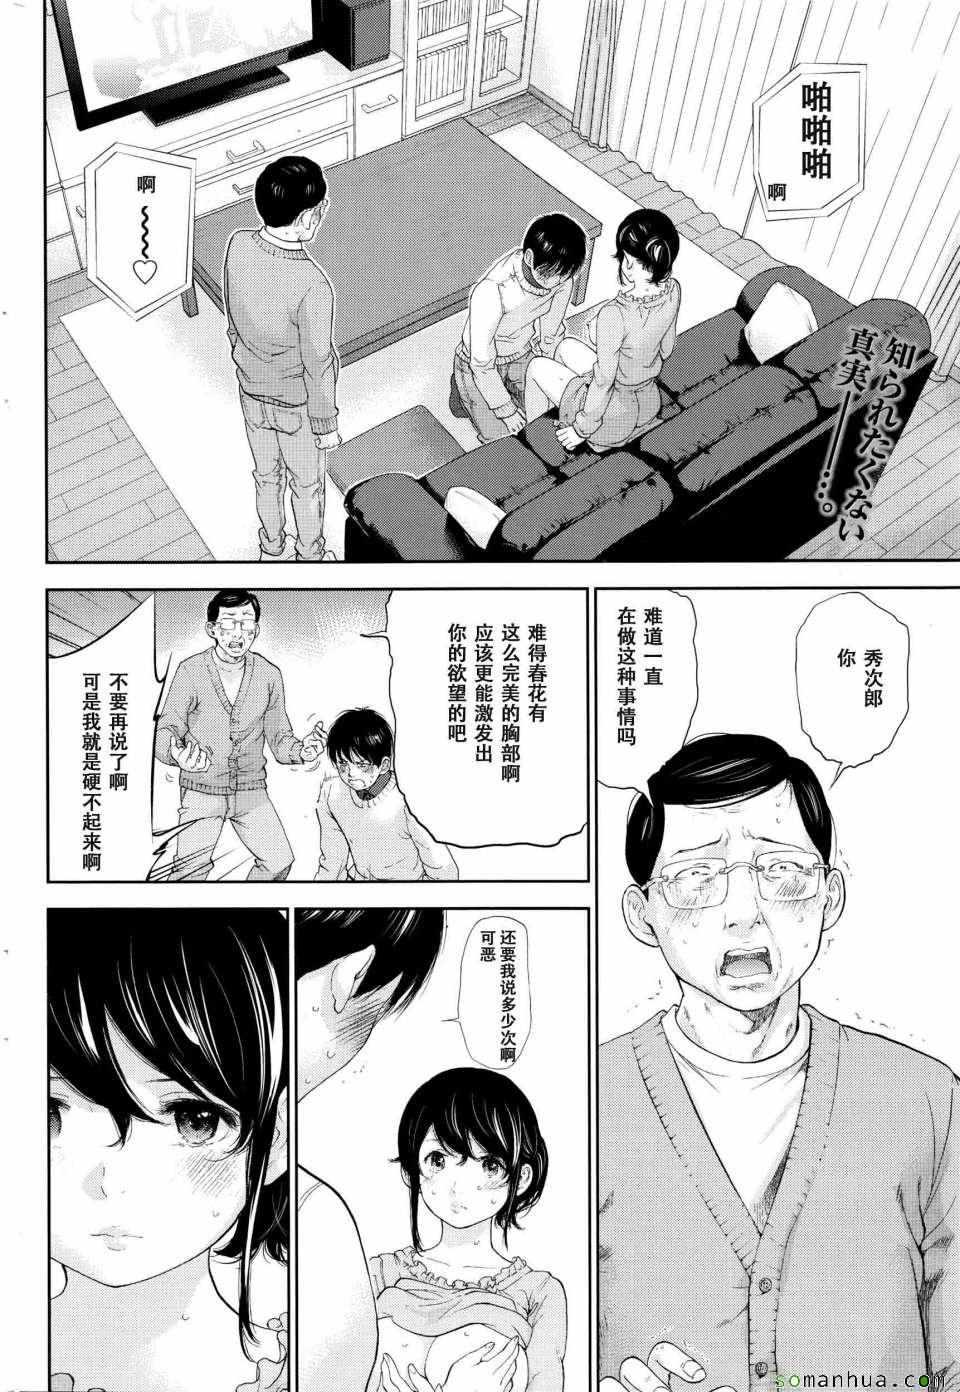 啪啪啪
啊
啊
♡
知られたくない
真実———……。
秀次郎
你
难道一直
在做这种事情吗
难得春花有
这么完美的胸部啊
应该更能激发出
你的欲望的吧
不要再说了啊
可是我就是硬不起来啊
还要我说多少次啊
可恶
somanhua.com